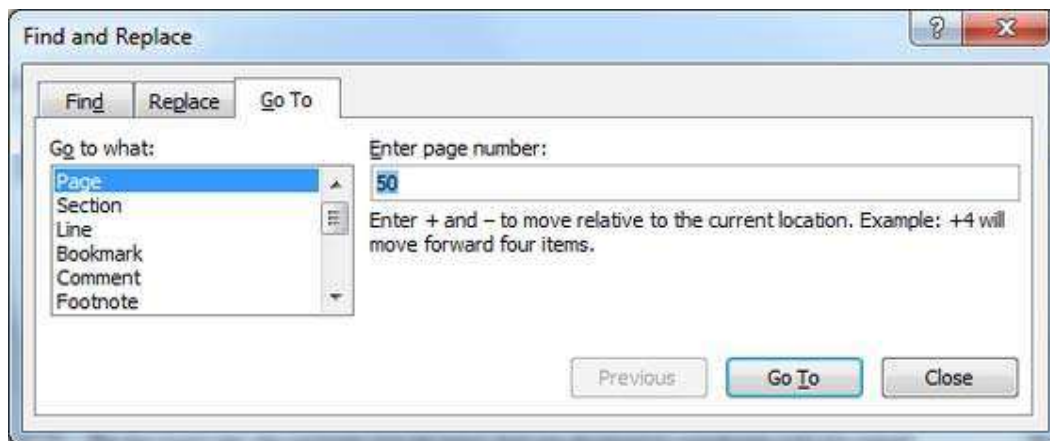 Find and Replace
Find Replace Go To
Go to what: Enter page number:
Page 50
Section
Line
Bookmark
Comment
Footnote
Enter + and – to move relative to the current location. Example: +4 will
move forward four items.
Previous Go To Close